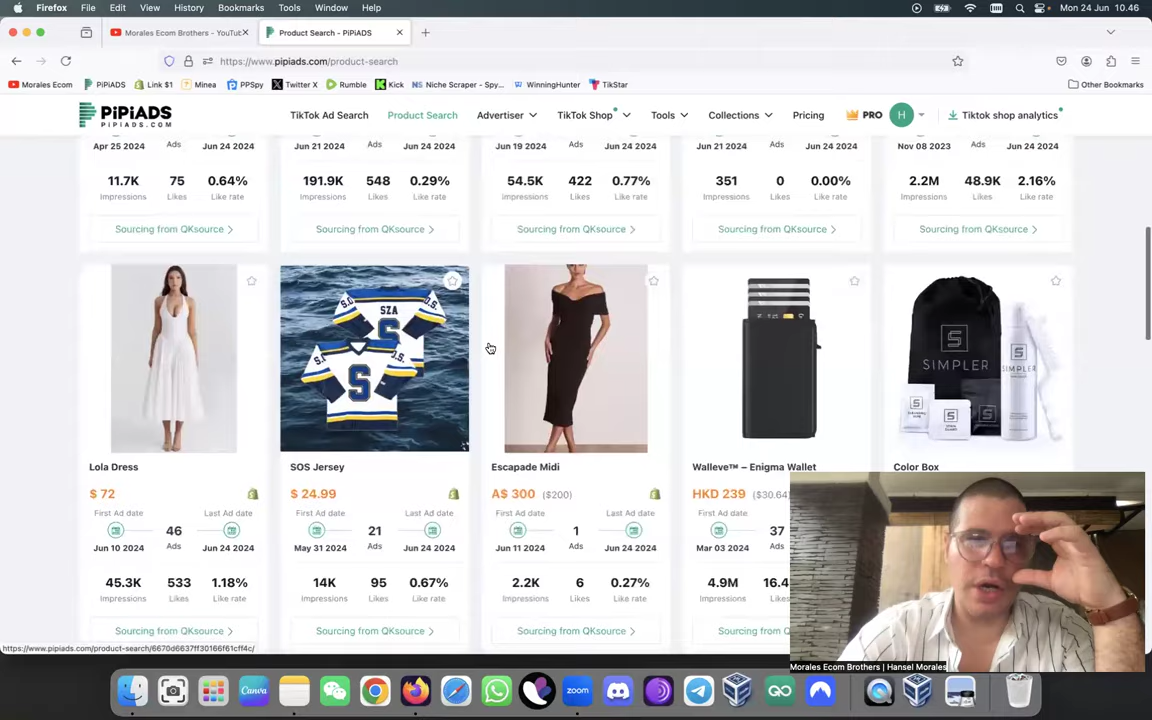 Firefox File Edit View History Bookmarks Tools Window Help Mon 24 Jun 10.46
Morales Ecom Brothers - YouTub Product Search - PiPiADS
https://www.pipiads.com/product-search
Morales Ecom PiPiADS Link $1 Minea PPSpy Twitter X Rumble Kick Niche Scraper - Spy... WinningHunter TikStar Other Bookmarks
PiPiADS
PIPIADS.COM
TikTok Ad Search Product Search Advertiser TikTok Shop Tools Collections Pricing PRO H Tiktok shop analytics
Apr 25 2024 Ads Jun 24 2024 Jun 21 2024 Ads Jun 24 2024 Jun 19 2024 Ads Jun 24 2024 Jun 21 2024 Ads Jun 24 2024 Nov 08 2023 Ads Jun 24 2024
11.7K 75 0.64% 191.9K 548 0.29% 54.5K 422 0.77% 351 0 0.00% 2.2M 48.9K 2.16%
Impressions Likes Like rate Impressions Likes Like rate Impressions Likes Like rate Impressions Likes Like rate Impressions Likes Like rate
Sourcing from QKsource > Sourcing from QKsource > Sourcing from QKsource > Sourcing from QKsource > Sourcing from QKsource >
SZA
S
S
SIMPLER
Lola Dress SOS Jersey Escapade Midi Walleve™ – Enigma Wallet Color Box
$ 72 $ 24.99 A$ 300 ($200) HKD 239 ($30.64)
First Ad date Last Ad date First Ad date Last Ad date First Ad date Last Ad date First Ad date
46 21 1 37
Jun 10 2024 Ads Jun 24 2024 May 31 2024 Ads Jun 24 2024 Jun 11 2024 Ads Jun 24 2024 Mar 03 2024 Ads
45.3K 533 1.18% 14K 95 0.67% 2.2K 6 0.27% 4.9M 16.4
Impressions Likes Like rate Impressions Likes Like rate Impressions Likes Like rate Impressions Likes
Sourcing from QKsource > Sourcing from QKsource > Sourcing from QKsource > Sourcing
https://www.pipiads.com/product-search/6670d6637ff30166f61cff4c/
Morales Ecom Brothers | Hansel Morales
Canva
zoom
GO